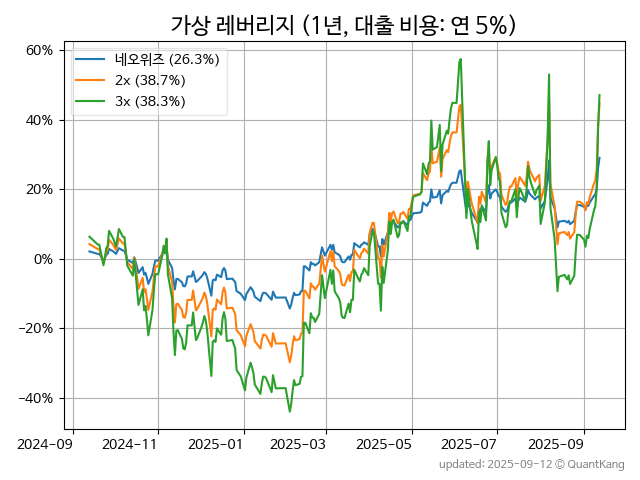 가상 레버리지 (1년, 대출 비용: 연 5%)
네오위즈 (26.3%)
2x (38.7%)
3x (38.3%)
60%
40%
20%
0%
−20%
−40%
2024-09
2024-11
2025-01
2025-03
2025-05
2025-07
2025-09
updated: 2025-09-12 © QuantKang